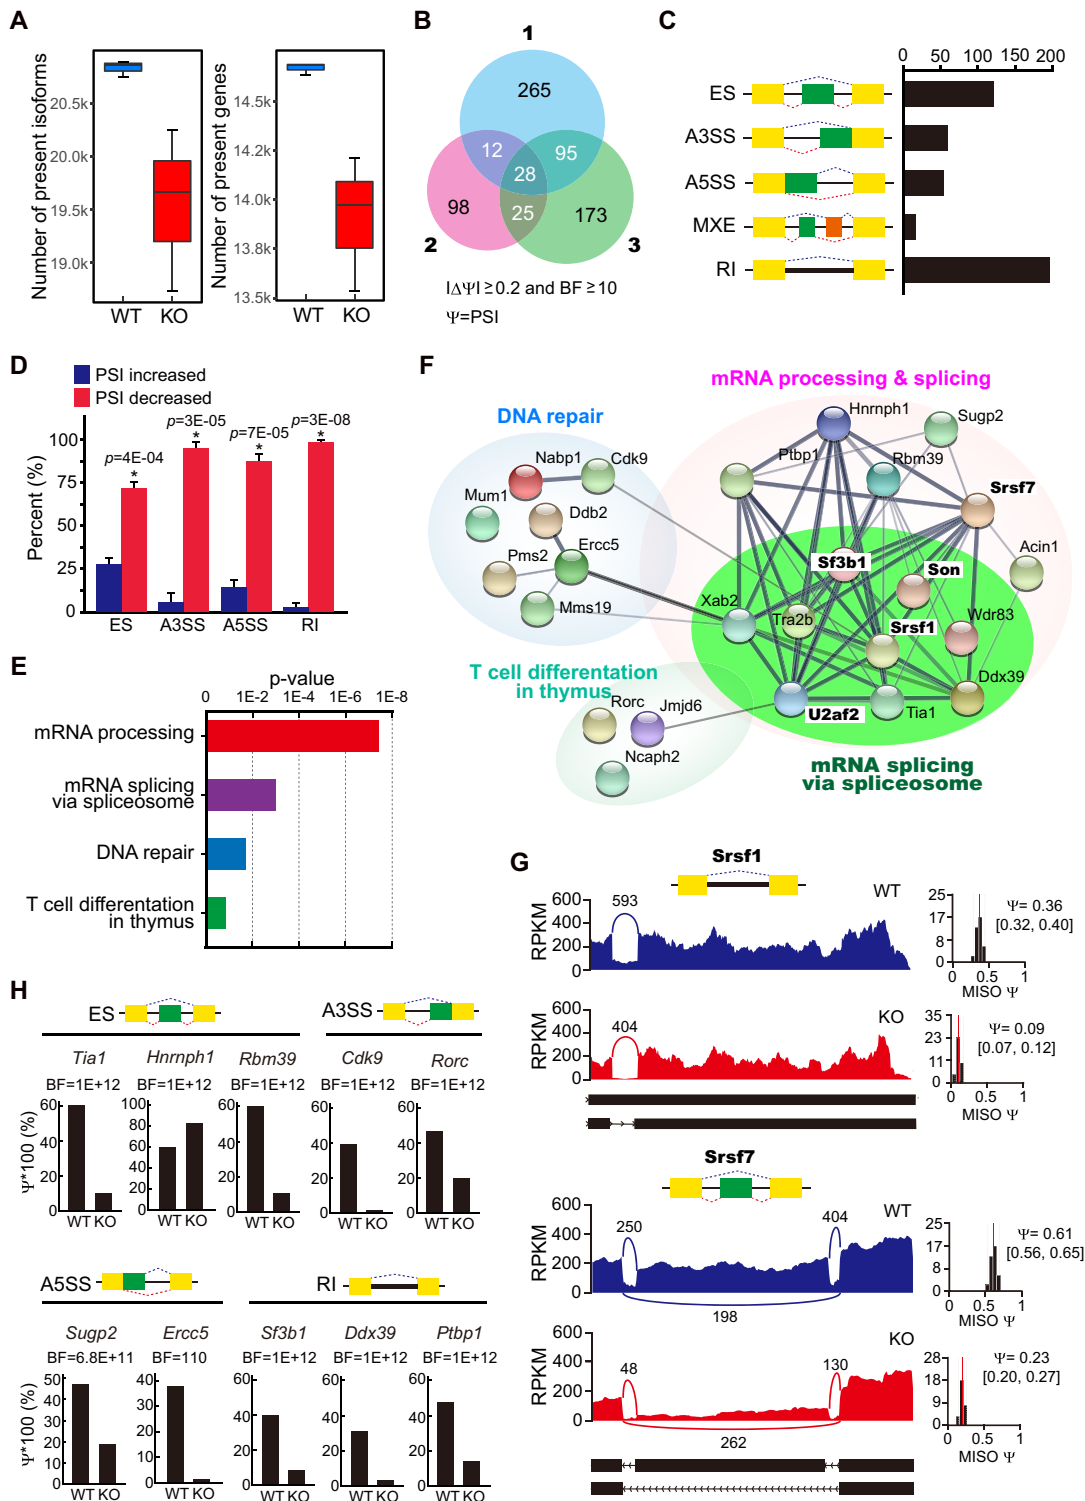 A
Number of present isoforms
20.5k
20.0k
19.5k
19.0k
WT KO
Number of present genes
14.5k
14.2k
14.0k
13.8k
13.5k
WT KO
B
1
265
12
95
28
98
25
173
2
3
|ΔΨ| ≥0.2 and BF ≥10
Ψ=PSI
C
0 50 100 150 200
ES
A3SS
A5SS
MXE
RI
D
PSI increased
PSI decreased
Percent (%)
100
75
50
25
0
p=4E-04
*
p=3E-05
*
p=7E-05
*
p=3E-08
*
ES A3SS A5SS RI
E
p-value
0 1E-2 1E-4 1E-6 1E-8
mRNA processing
mRNA splicing
via spliceosome
DNA repair
T cell differentation
in thymus
F
mRNA processing & splicing
DNA repair
Hnrnph1
Sugp2
Nabp1
Cdk9
Ptbp1
Rbm39
Mum1
Srsf7
Ddb2
Pms2
Ercc5
Sf3b1
Son
Acin1
Mms19
Xab2
Tra2b
Srsf1
Wdr83
T cell differentation
in thymus
Ddx39
Rorc
Jmjd6
U2af2
Tia1
Ncaph2
mRNA splicing
via spliceosome
G
Srsf1
WT
RPKM
600
400
200
0
593
25
17
8
0
Ψ= 0.36
[0.32, 0.40]
0 0.5 1
MISO Ψ
KO
RPKM
600
400
200
0
404
35
23
11
0
Ψ= 0.09
[0.07, 0.12]
0 0.5 1
MISO Ψ
Srsf7
WT
RPKM
600
400
200
0
250
404
198
25
17
8
0
Ψ= 0.61
[0.56, 0.65]
0 0.5 1
MISO Ψ
KO
RPKM
600
400
200
0
48
130
262
28
18
9
0
Ψ= 0.23
[0.20, 0.27]
0 0.5 1
MISO Ψ
H
ES
A3SS
Tia1 Hnrnph1 Rbm39 Cdk9 Rorc
BF=1E+12 BF=1E+12 BF=1E+12 BF=1E+12 BF=1E+12
Ψ*100 (%)
60
40
20
0
WT KO
100
80
60
40
20
0
WT KO
60
40
20
0
WT KO
60
40
20
0
WT KO
60
40
20
0
WT KO
A5SS
RI
Sugp2 Ercc5 Sf3b1 Ddx39 Ptbp1
BF=6.8E+11 BF=110 BF=1E+12 BF=1E+12 BF=1E+12
Ψ*100 (%)
50
40
30
20
10
0
WT KO
40
30
20
10
0
WT KO
60
40
20
0
WT KO
60
40
20
0
WT KO
60
40
20
0
WT KO